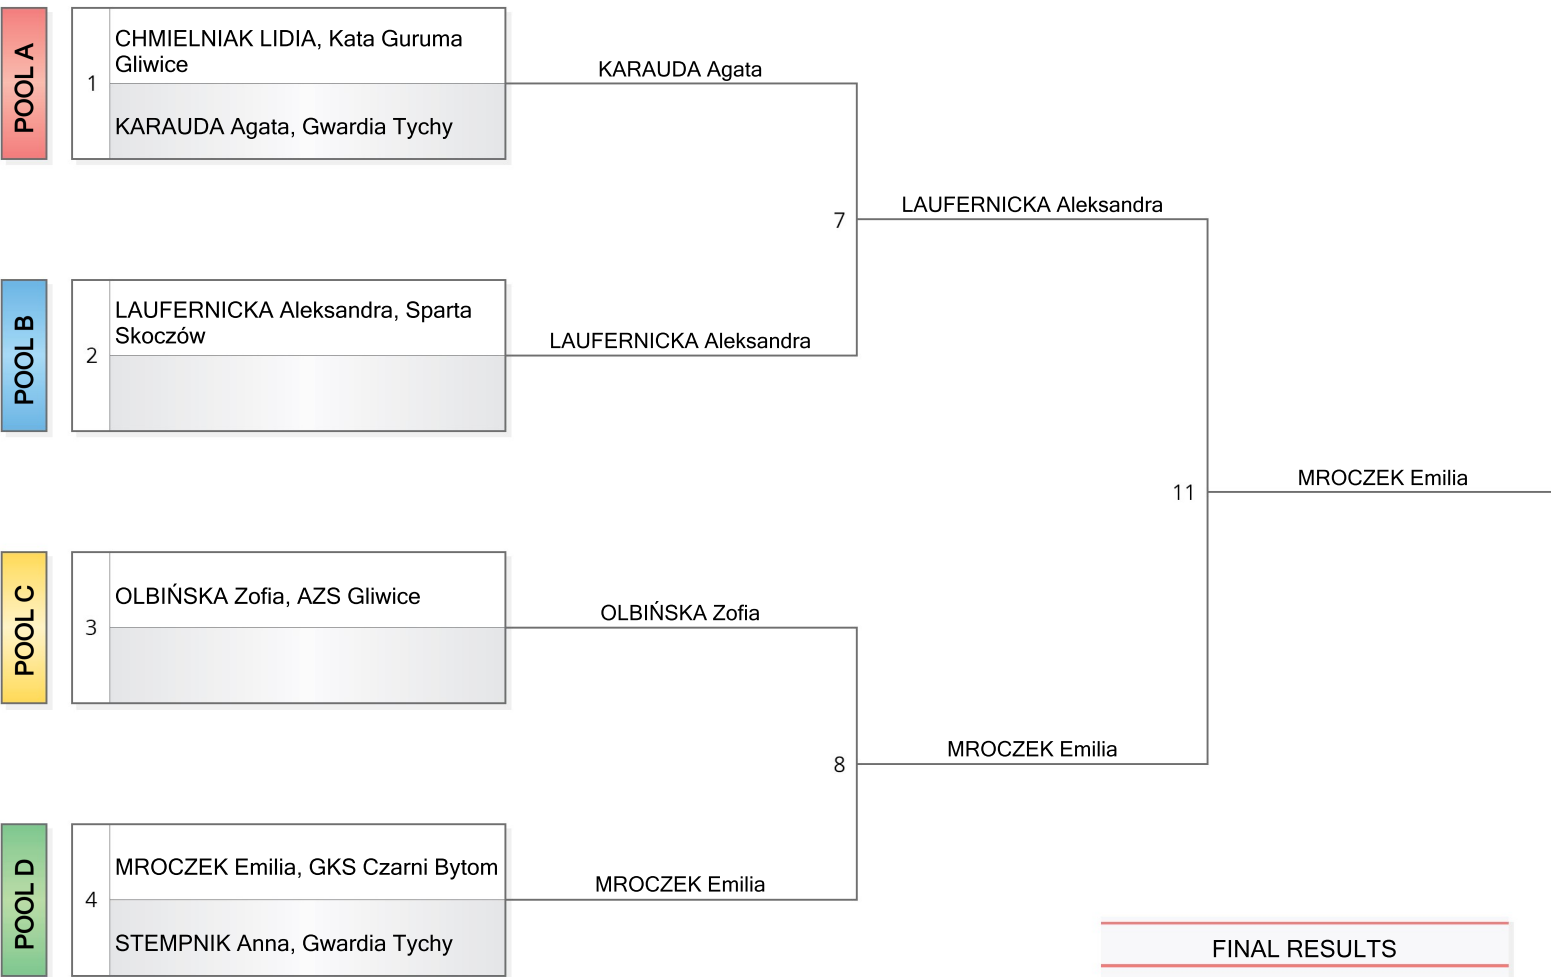 POOL A
1
CHMIELNIAK LIDIA, Kata Guruma
Gliwice
KARAUDA Agata, Gwardia Tychy
KARAUDA Agata
7
LAUFERNICKA Aleksandra
POOL B
2
LAUFERNICKA Aleksandra, Sparta
Skoczów
LAUFERNICKA Aleksandra
11
MROCZEK Emilia
POOL C
3
OLBIŃSKA Zofia, AZS Gliwice
OLBIŃSKA Zofia
8
MROCZEK Emilia
POOL D
4
MROCZEK Emilia, GKS Czarni Bytom
STEMPNIK Anna, Gwardia Tychy
MROCZEK Emilia
FINAL RESULTS